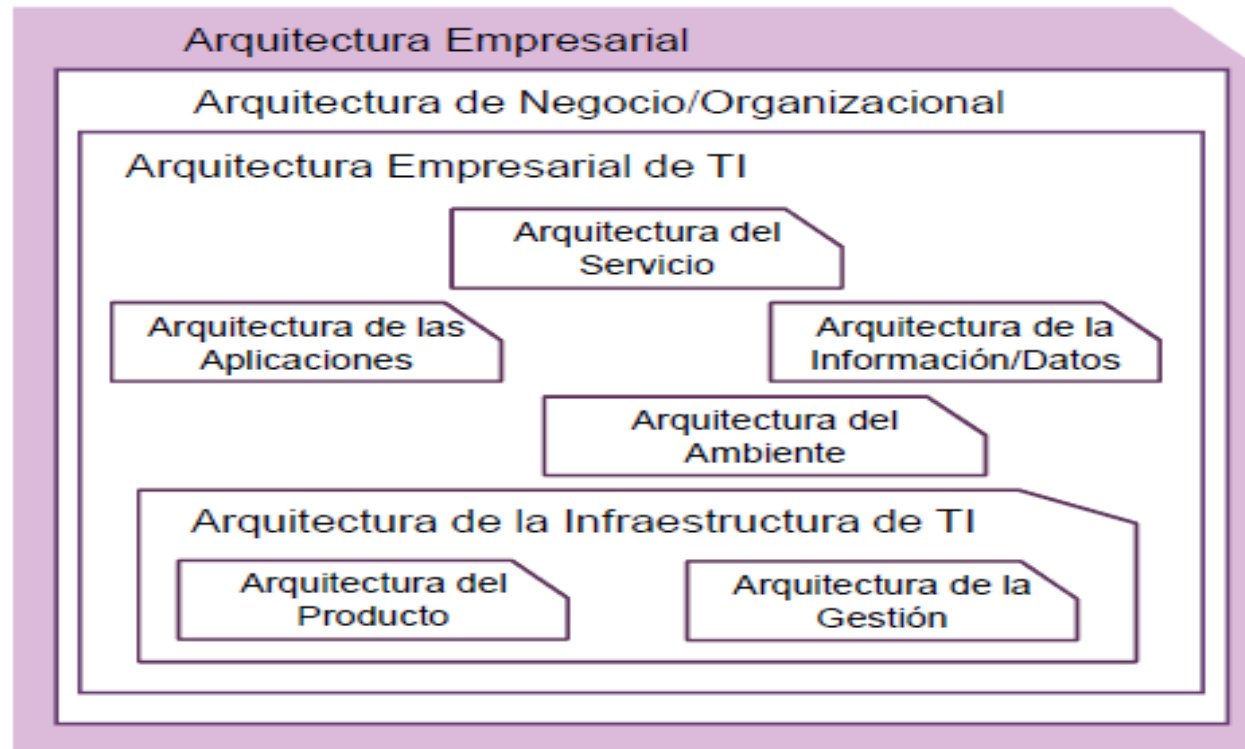 Arquitectura Empresarial
Arquitectura de Negocio/Organizacional
Arquitectura Empresarial de TI
Arquitectura del
Servicio
Arquitectura de las
Aplicaciones
Arquitectura de la
Información/Datos
Arquitectura del
Ambiente
Arquitectura de la Infraestructura de TI
Arquitectura del
Producto
Arquitectura de la
Gestión